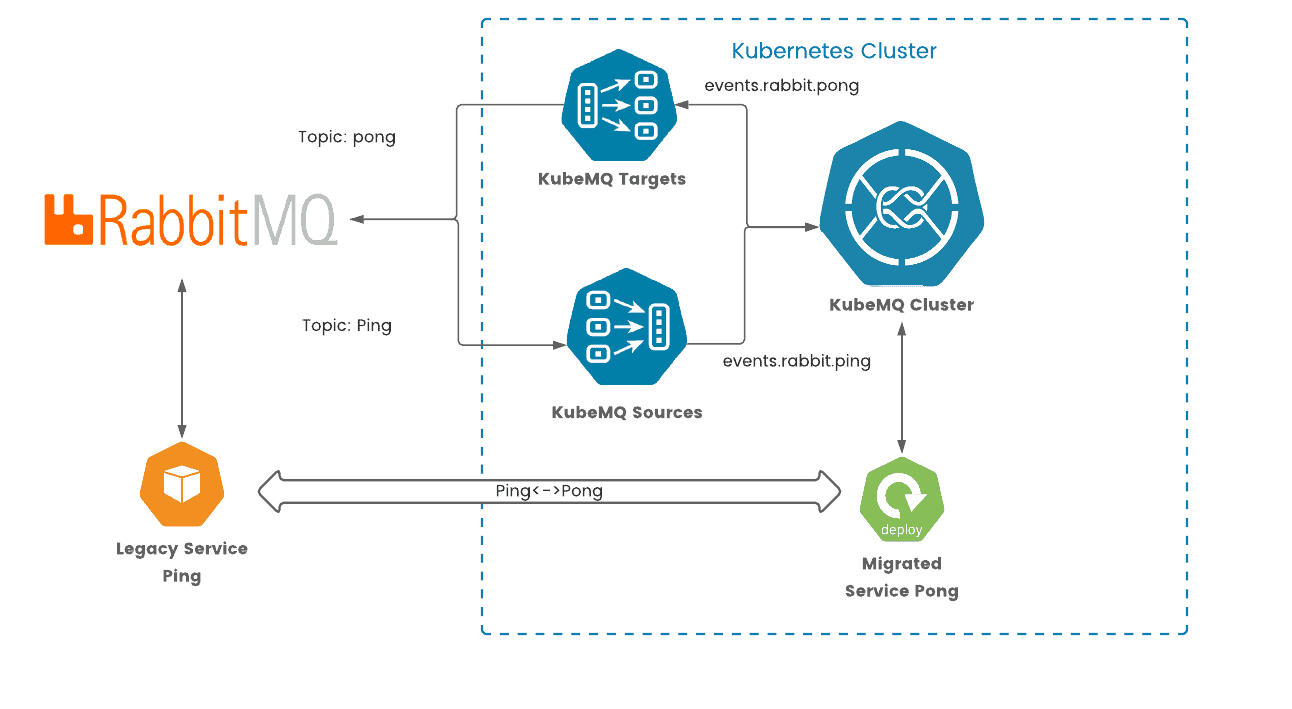 Kubernetes Cluster
events.rabbit.pong
Topic: pong
KubeMQ Targets
RabbitMQ
KubeMQ Cluster
Topic: Ping
events.rabbit.ping
KubeMQ Sources
Ping<->Pong
deploy
Legacy Service
Ping
Migrated
Service Pong